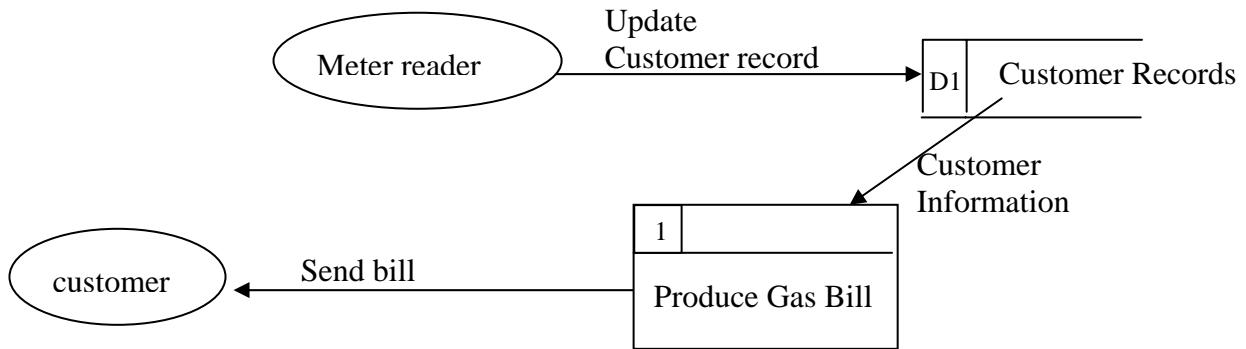 Update
Customer record
Meter reader
D1
Customer Records
Customer
Information
1
customer
Send bill
Produce Gas Bill